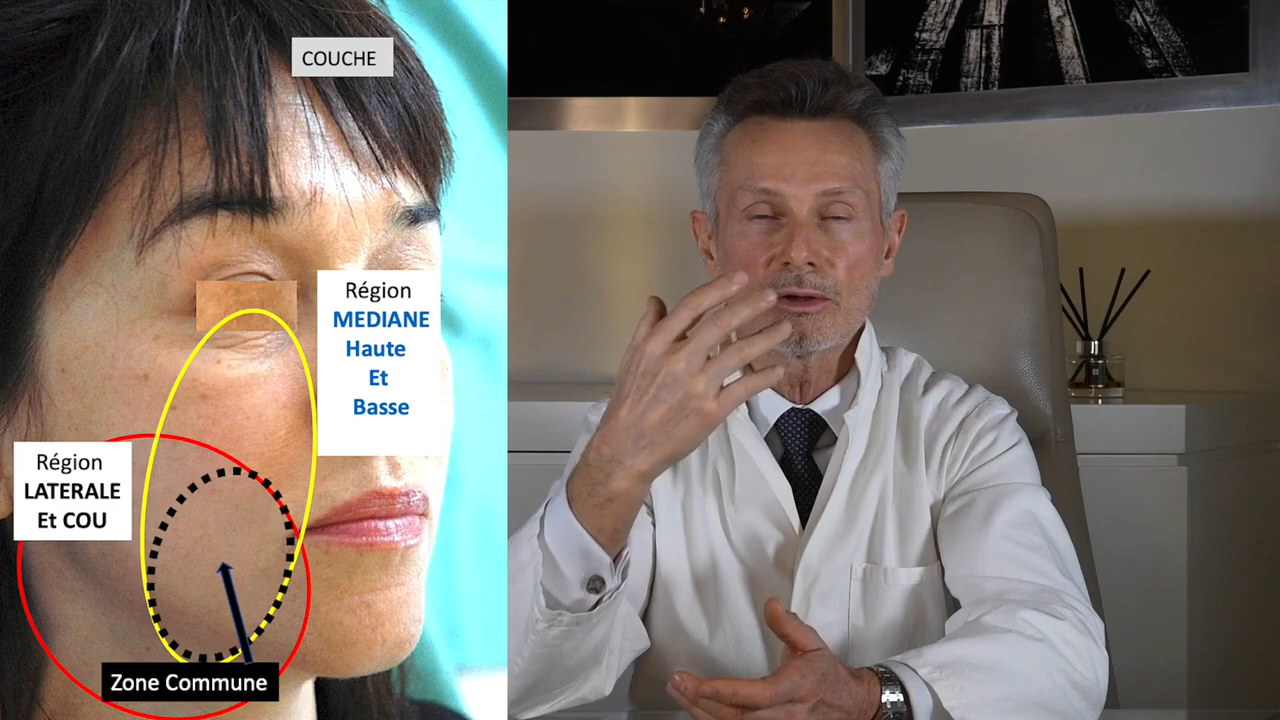 COUCHE
Région
MEDIANE
Haute
Et
Basse
Région
LATERALE
Et COU
Zone Commune